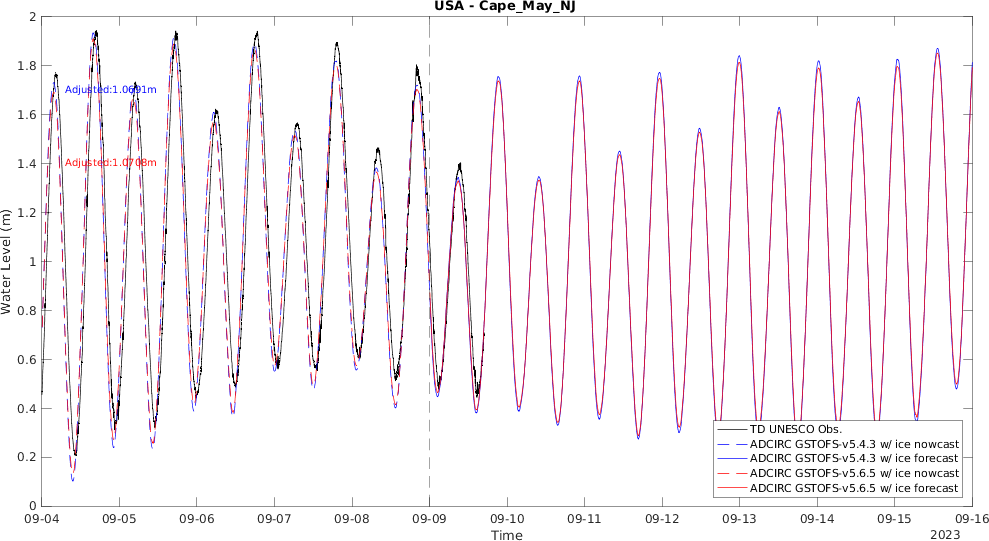 USA - Cape_May_NJ
2
1.8
1.6
1.4
1.2
1
0.8
0.6
0.4
0.2
0
Water Level (m)
Adjusted:1.0691m
Adjusted:1.0708m
TD UNESCO Obs.
ADCIRC GSTOFS-v5.4.3 w/ ice nowcast
ADCIRC GSTOFS-v5.4.3 w/ ice forecast
ADCIRC GSTOFS-v5.6.5 w/ ice nowcast
ADCIRC GSTOFS-v5.6.5 w/ ice forecast
09-04 09-05 09-06 09-07 09-08 09-09 09-10 09-11 09-12 09-13 09-14 09-15 09-16
Time
2023